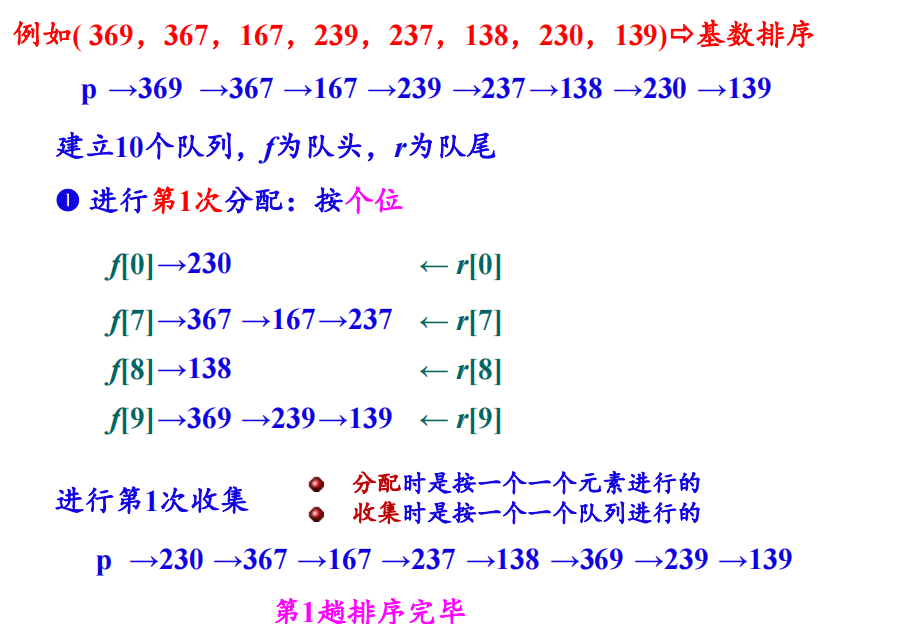 例如( 369，367，167，239，237，138，230，139)⇨基数排序
p →369 →367 →167 →239 →237→138 →230 →139
建立10个队列，f为队头，r为队尾
❶ 进行第1次分配：按个位
f[0]→230 ← r[0]
f[7]→367 →167→237 ← r[7]
f[8]→138 ← r[8]
f[9]→369 →239→139 ← r[9]
进行第1次收集
分配时是按一个一个元素进行的
收集时是按一个一个队列进行的
p →230 →367 →167 →237 →138 →369 →239 →139
第1趟排序完毕